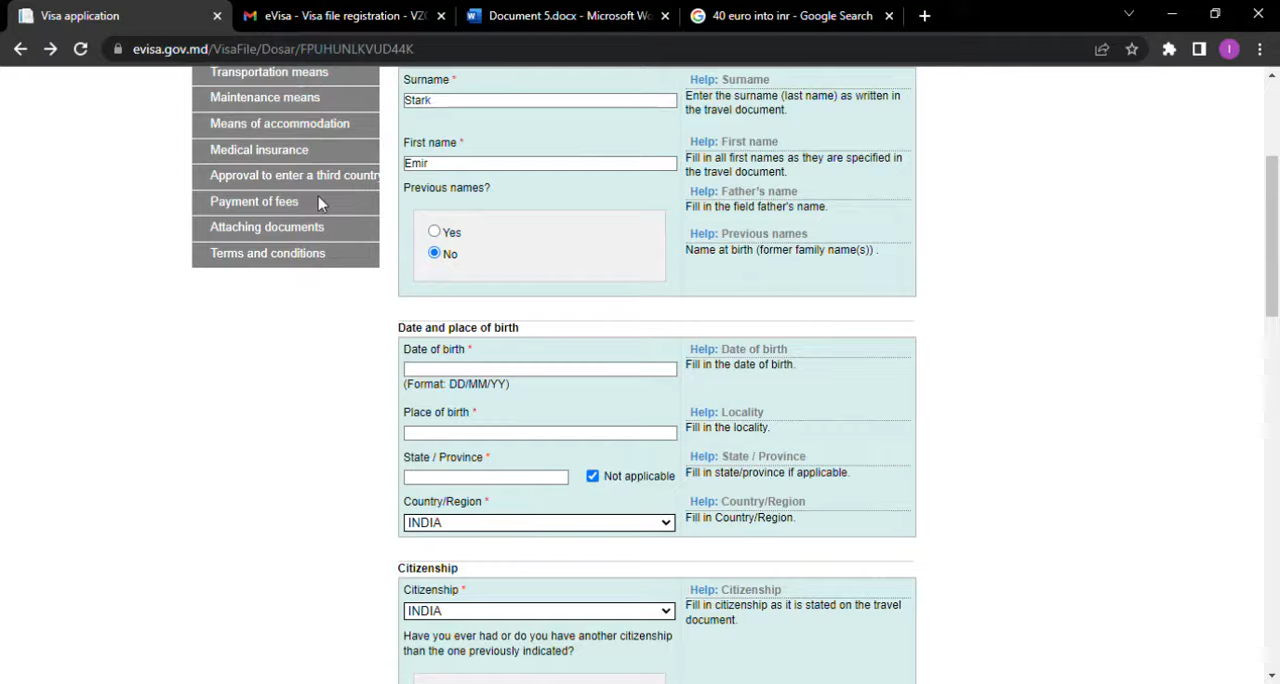 Visa application
eVisa - Visa file registration - VZ
Document 5.docx - Microsoft Wo
40 euro into inr - Google Search
evisa.gov.md/VisaFile/Dosar/FPUHUNLKVUD44K
I
Transportation means
Maintenance means
Means of accommodation
Medical insurance
Approval to enter a third country
Payment of fees
Attaching documents
Terms and conditions
Surname *
Stark
Help: Surname
Enter the surname (last name) as written in
the travel document.
First name *
Emir
Help: First name
Fill in all first names as they are specified in
the travel document.
Previous names?
Help: Father's name
Fill in the field father's name.
Yes
No
Help: Previous names
Name at birth (former family name(s)) .
Date and place of birth
Date of birth *
(Format: DD/MM/YY)
Help: Date of birth
Fill in the date of birth.
Place of birth *
Help: Locality
Fill in the locality.
State / Province *
Not applicable
Help: State / Province
Fill in state/province if applicable.
Country/Region *
INDIA
Help: Country/Region
Fill in Country/Region.
Citizenship
Citizenship *
INDIA
Help: Citizenship
Fill in citizenship as it is stated on the travel
document.
Have you ever had or do you have another citizenship
than the one previously indicated?